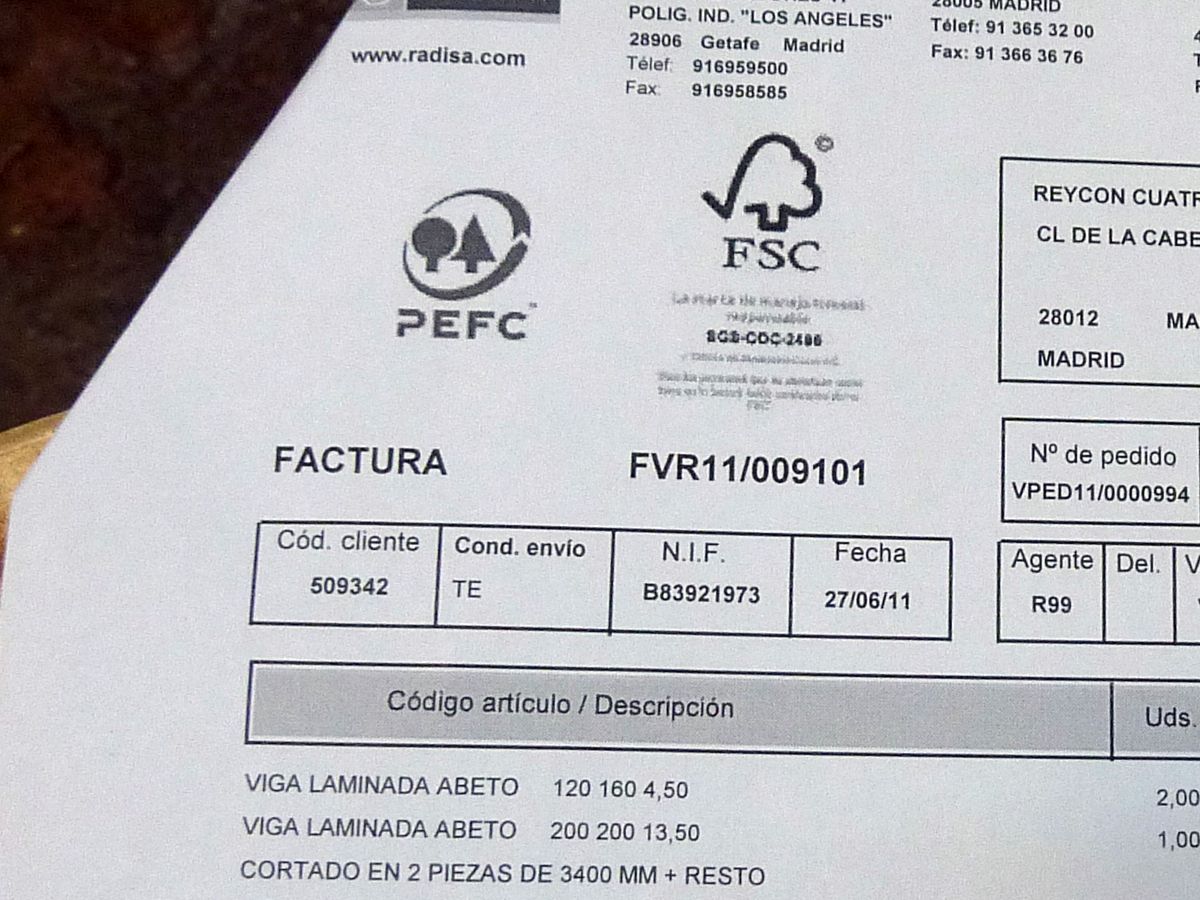 www.radisa.com
POLIG. IND. "LOS ANGELES"
28906 Getafe Madrid
Télef: 916959500
Fax: 916958585
28005 MADRID
Télef: 91 365 32 00
Fax: 91 366 36 76
PEFC™
©
FSC
SGS-COC-2486
REYCON CUATR
CL DE LA CABE
28012 MA
MADRID
FACTURA FVR11/009101
Nº de pedido
VPED11/0000994
Cód. cliente Cond. envío N.I.F. Fecha
509342 TE B83921973 27/06/11
Agente Del. V
R99
Código artículo / Descripción Uds.
VIGA LAMINADA ABETO 120 160 4,50 2,00
VIGA LAMINADA ABETO 200 200 13,50 1,00
CORTADO EN 2 PIEZAS DE 3400 MM + RESTO